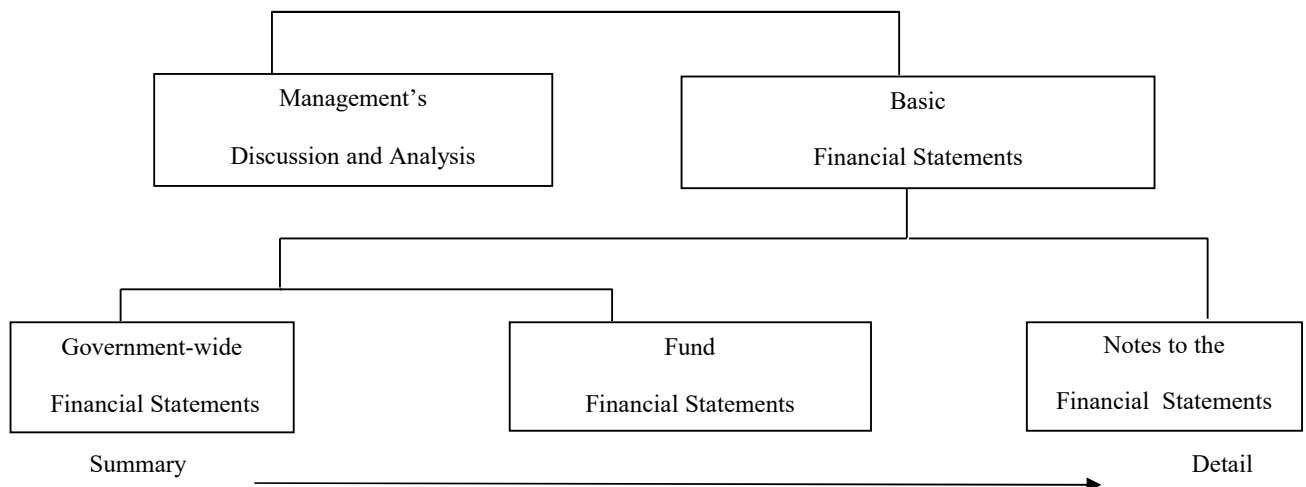 Management’s
Discussion and Analysis
Basic
Financial Statements
Government-wide
Financial Statements
Fund
Financial Statements
Notes to the
Financial Statements
Summary
Detail